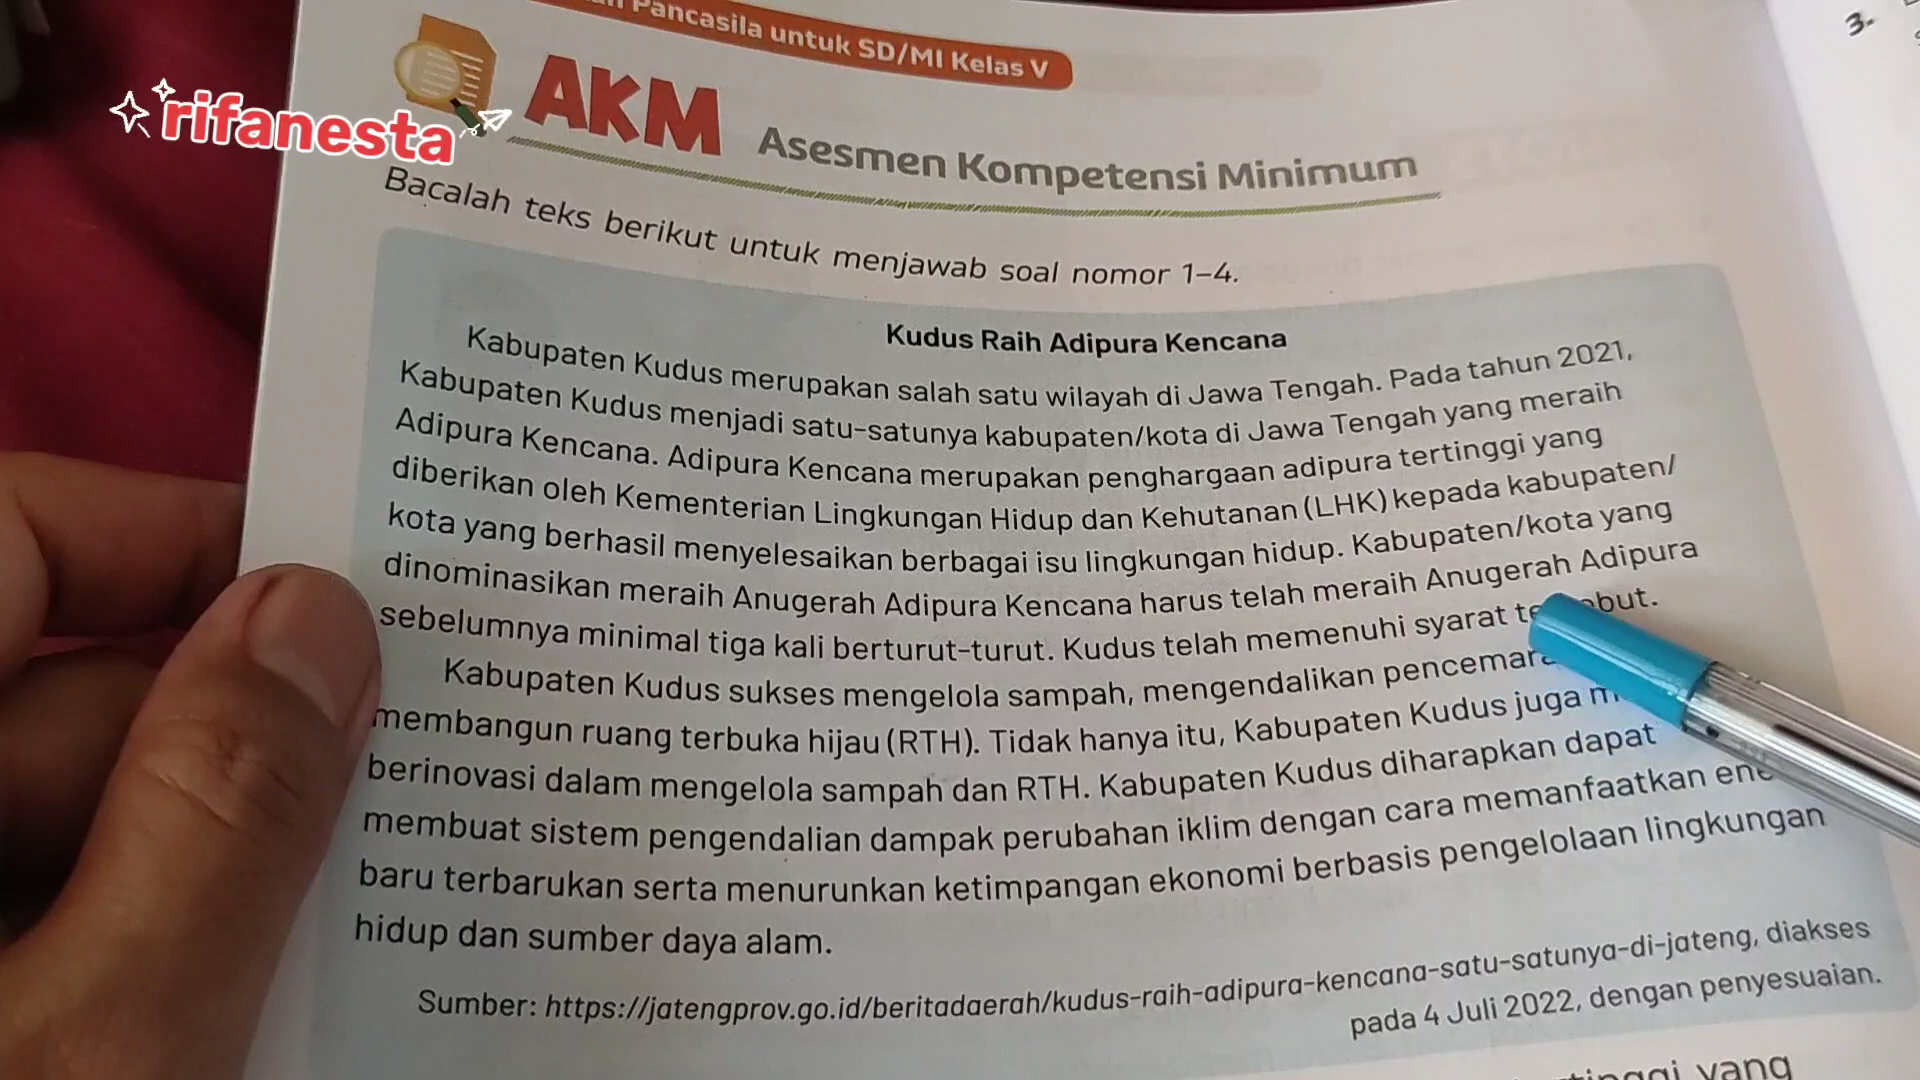 Pancasila untuk SD/MI Kelas V
rifanesta
AKM Asesmen Kompetensi Minimum
Bacalah teks berikut untuk menjawab soal nomor 1–4.
Kudus Raih Adipura Kencana
Kabupaten Kudus merupakan salah satu wilayah di Jawa Tengah. Pada tahun 2021,
Kabupaten Kudus menjadi satu-satunya kabupaten/kota di Jawa Tengah yang meraih
Adipura Kencana. Adipura Kencana merupakan penghargaan adipura tertinggi yang
diberikan oleh Kementerian Lingkungan Hidup dan Kehutanan (LHK) kepada kabupaten/
kota yang berhasil menyelesaikan berbagai isu lingkungan hidup. Kabupaten/kota yang
dinominasikan meraih Anugerah Adipura Kencana harus telah meraih Anugerah Adipura
sebelumnya minimal tiga kali berturut-turut. Kudus telah memenuhi syarat
Kabupaten Kudus sukses mengelola sampah, mengendalikan
membangun ruang terbuka hijau (RTH). Tidak hanya itu, Kabupaten Kudus juga
berinovasi dalam mengelola sampah dan RTH. Kabupaten Kudus diharapkan dapat
membuat sistem pengendalian dampak perubahan iklim dengan cara memanfaatkan
baru terbarukan serta menurunkan ketimpangan ekonomi berbasis pengelolaan lingkungan
hidup dan sumber daya alam.
Sumber: https://jatengprov.go.id/beritadaerah/kudus-raih-adipura-kencana-satu-satunya-di-jateng, diakses
pada 4 Juli 2022, dengan penyesuaian.
yang
3.